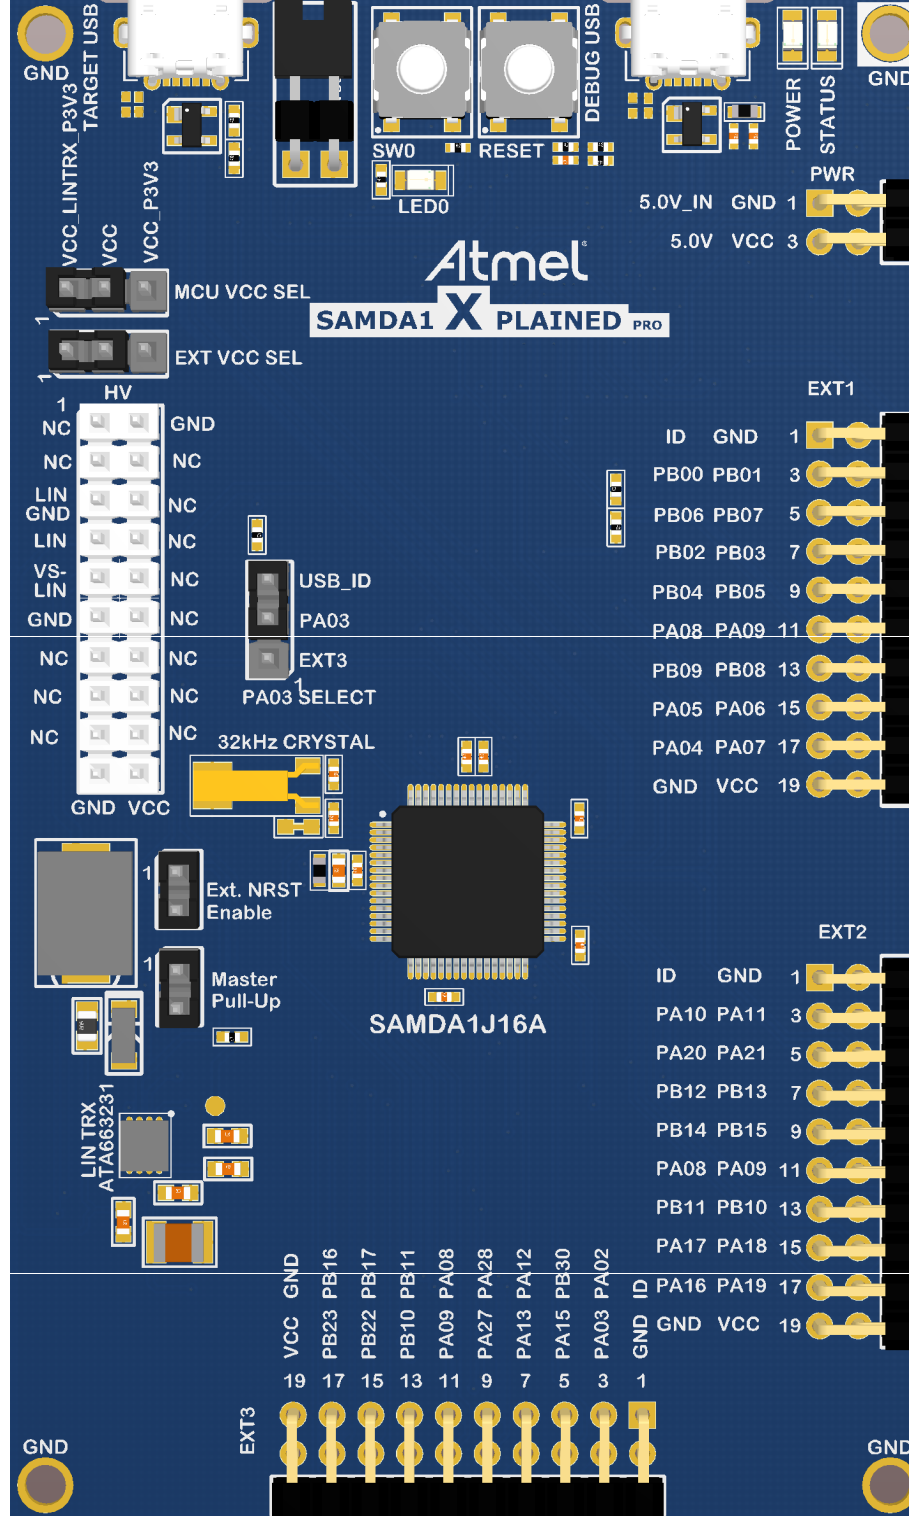 GND
TARGET USB
VCC_LINTRX_P3V3
VCC
VCC_P3V3
SW0
RESET
LED0
DEBUG USB
POWER
STATUS
GND
PWR
5.0V_IN GND 1
5.0V VCC 3
Atmel
SAMDA1 X PLAINED PRO
MCU VCC SEL
1
EXT VCC SEL
1
HV
1
NC GND
NC NC
LIN GND NC
LIN NC
VS-LIN NC
GND NC
NC NC
NC NC
NC NC
GND VCC
USB_ID
PA03
EXT3
1
PA03 SELECT
32kHz CRYSTAL
EXT1
ID GND 1
PB00 PB01 3
PB06 PB07 5
PB02 PB03 7
PB04 PB05 9
PA08 PA09 11
PB09 PB08 13
PA05 PA06 15
PA04 PA07 17
GND VCC 19
1
Ext. NRST
Enable
1
Master
Pull-Up
SAMDA1J16A
LIN TRX
ATA663231
EXT2
ID GND 1
PA10 PA11 3
PA20 PA21 5
PB12 PB13 7
PB14 PB15 9
PA08 PA09 11
PB11 PB10 13
PA17 PA18 15
PA16 PA19 17
GND VCC 19
VCC GND
PB23 PB16
PB22 PB17
PB10 PB11
PA09 PA08
PA27 PA28
PA13 PA12
PA15 PB30
PA03 PA02
GND ID
19 17 15 13 11 9 7 5 3 1
EXT3
GND
GND